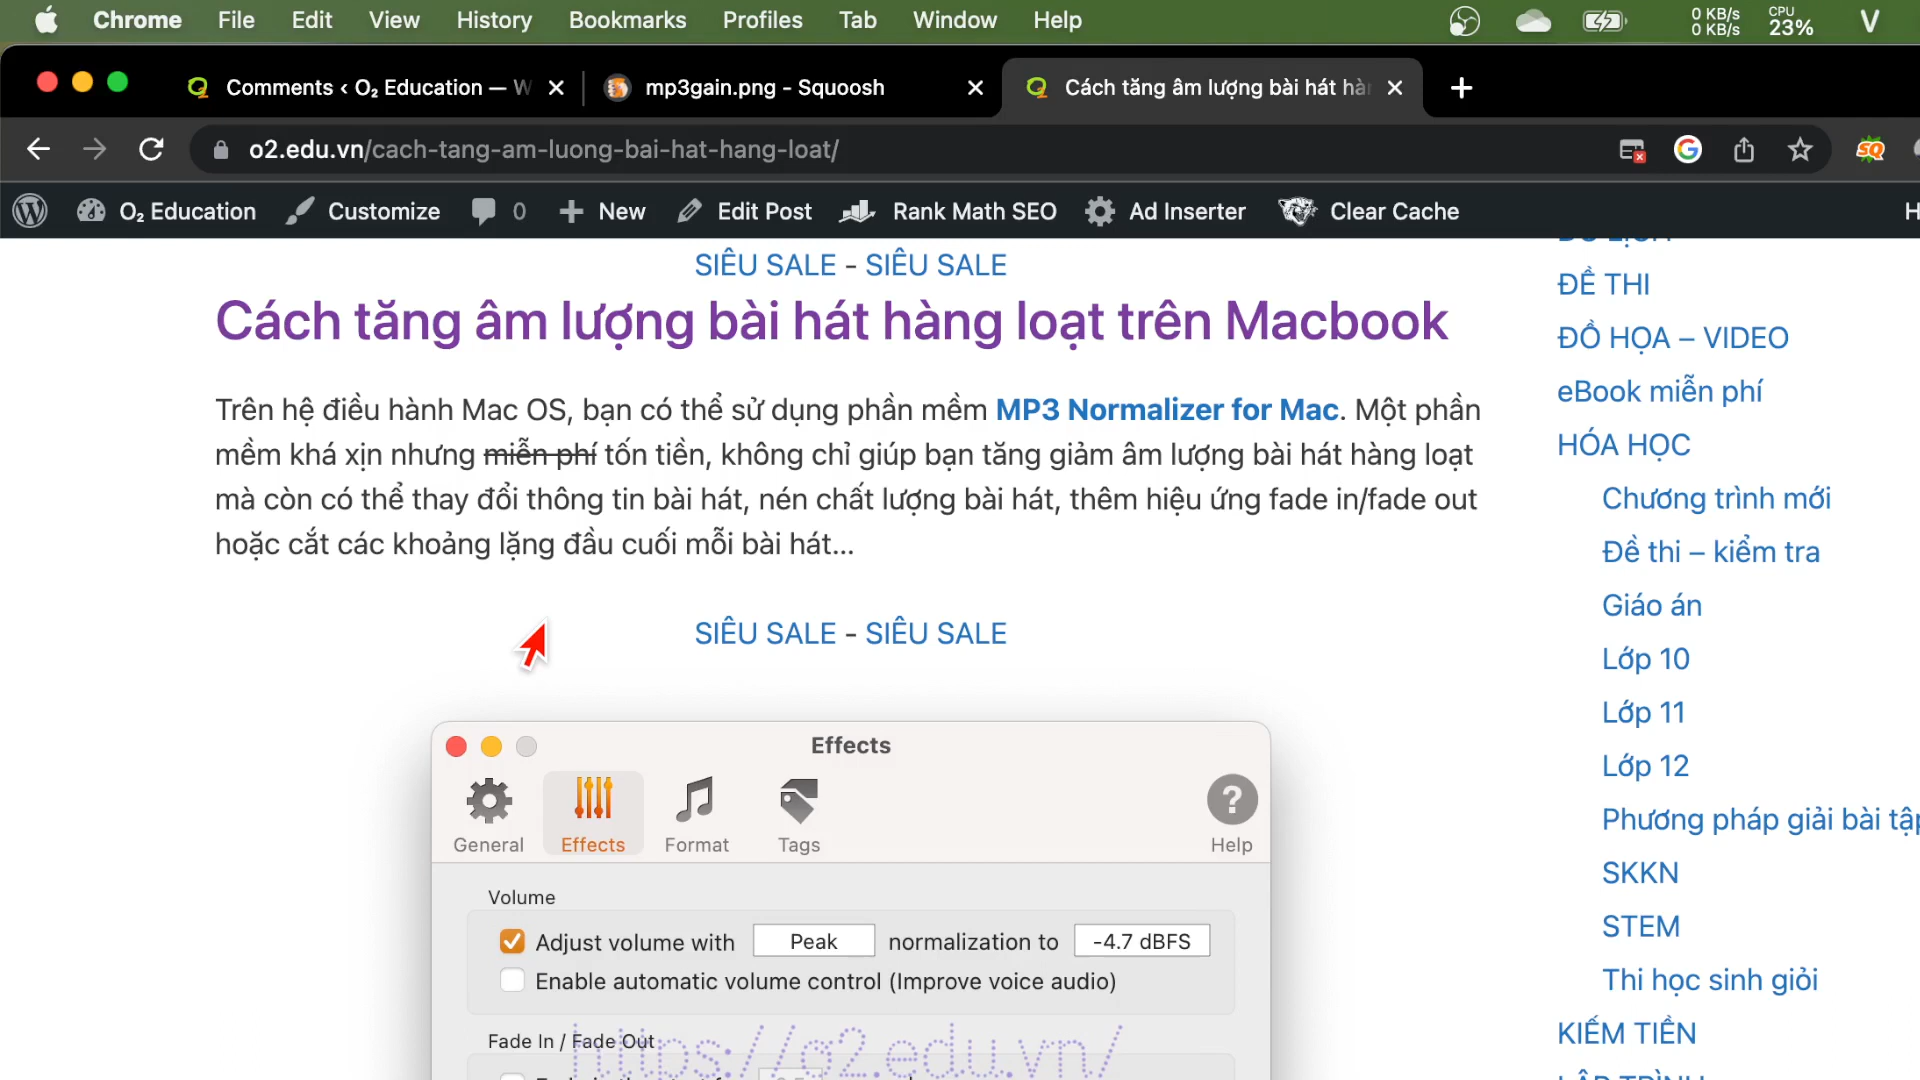 Chrome File Edit View History Bookmarks Profiles Tab Window Help 0 KB/s 0 KB/s CPU 23% V
Comments ‹ O₂ Education — W mp3gain.png - Squoosh Cách tăng âm lượng bài hát hàn
o2.edu.vn/cach-tang-am-luong-bai-hat-hang-loat/
O₂ Education Customize 0 New Edit Post Rank Math SEO Ad Inserter Clear Cache H
SIÊU SALE - SIÊU SALE
Cách tăng âm lượng bài hát hàng loạt trên Macbook
Trên hệ điều hành Mac OS, bạn có thể sử dụng phần mềm MP3 Normalizer for Mac. Một phần
mềm khá xịn nhưng miễn phí tốn tiền, không chỉ giúp bạn tăng giảm âm lượng bài hát hàng loạt
mà còn có thể thay đổi thông tin bài hát, nén chất lượng bài hát, thêm hiệu ứng fade in/fade out
hoặc cắt các khoảng lặng đầu cuối mỗi bài hát...
SIÊU SALE - SIÊU SALE
Effects
General Effects Format Tags Help
Volume
Adjust volume with Peak normalization to -4.7 dBFS
Enable automatic volume control (Improve voice audio)
Fade In / Fade Out
https://o2.edu.vn/
ĐỀ THI
ĐỒ HỌA – VIDEO
eBook miễn phí
HÓA HỌC
Chương trình mới
Đề thi – kiểm tra
Giáo án
Lớp 10
Lớp 11
Lớp 12
Phương pháp giải bài tập
SKKN
STEM
Thi học sinh giỏi
KIẾM TIỀN